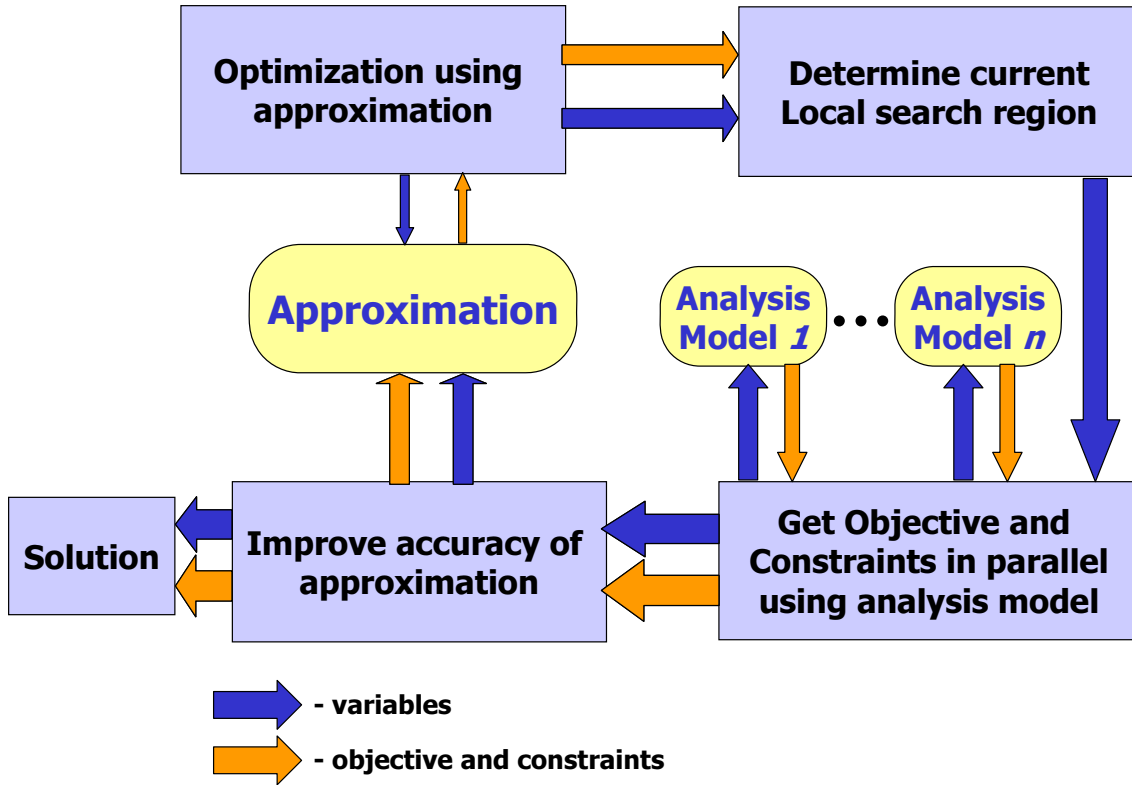 Optimization using
approximation
Determine current
Local search region
Approximation
Analysis
Model 1
•••
Analysis
Model n
Solution
Improve accuracy of
approximation
Get Objective and
Constraints in parallel
using analysis model
- variables
- objective and constraints